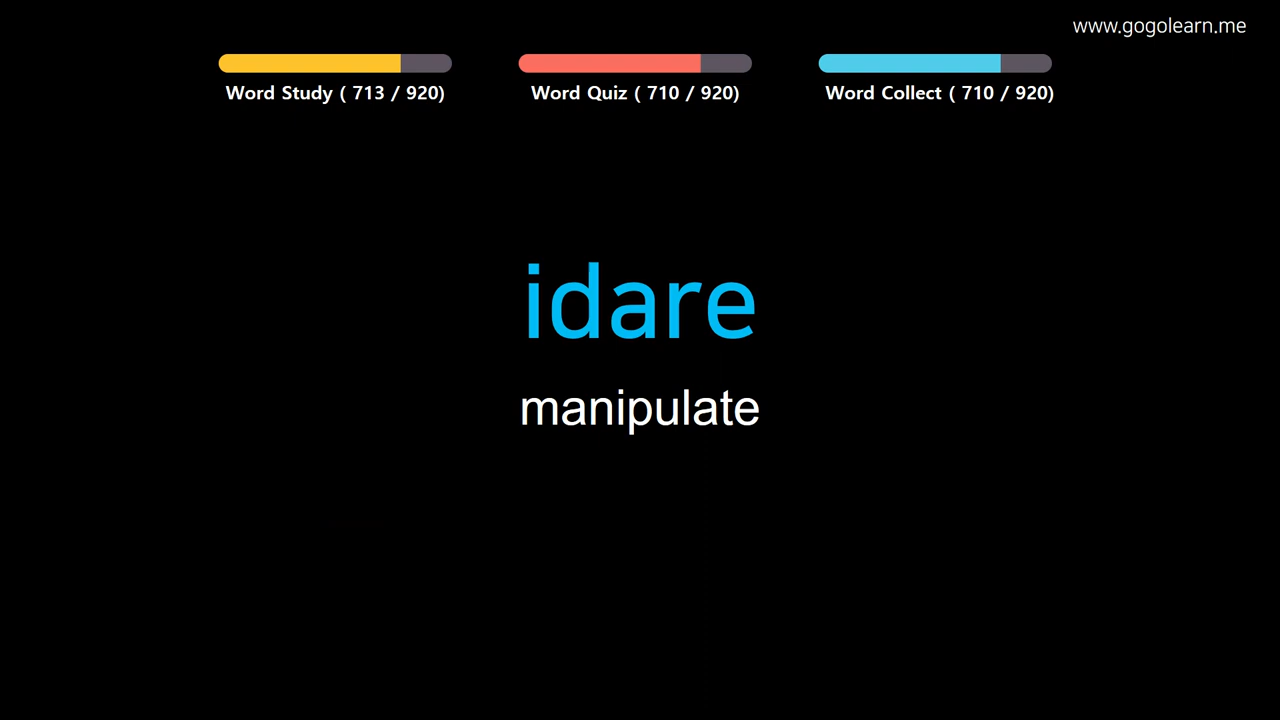 www.gogolearn.me
Word Study ( 713 / 920)
Word Quiz ( 710 / 920)
Word Collect ( 710 / 920)
idare
manipulate